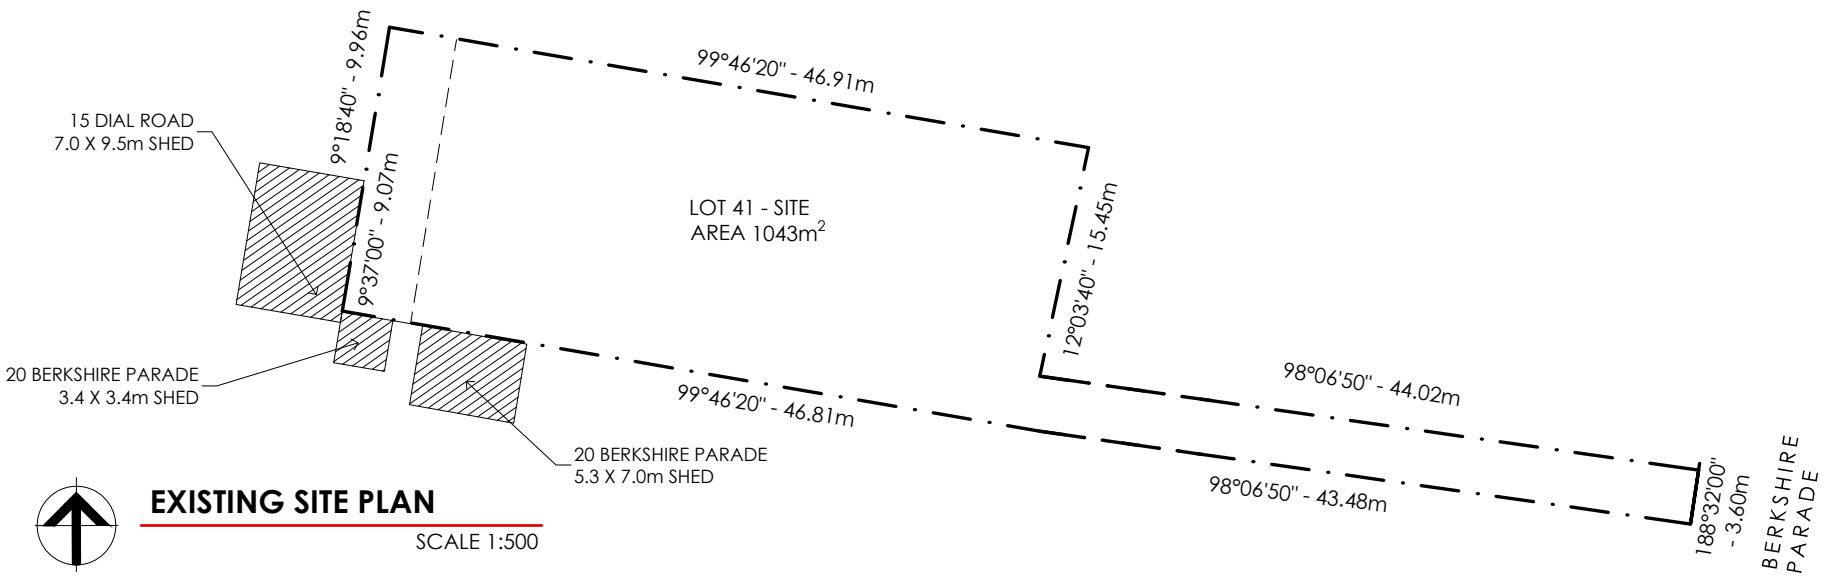 9°18'40" - 9.96m
99°46'20" - 46.91m
15 DIAL ROAD
7.0 X 9.5m SHED
9°37'00" - 9.07m
LOT 41 - SITE
AREA 1043m²
12°03'40" - 15.45m
20 BERKSHIRE PARADE
3.4 X 3.4m SHED
99°46'20" - 46.81m
98°06'50" - 44.02m
20 BERKSHIRE PARADE
5.3 X 7.0m SHED
98°06'50" - 43.48m
188°32'00"
- 3.60m
BERKSHIRE
PARADE
EXISTING SITE PLAN
SCALE 1:500